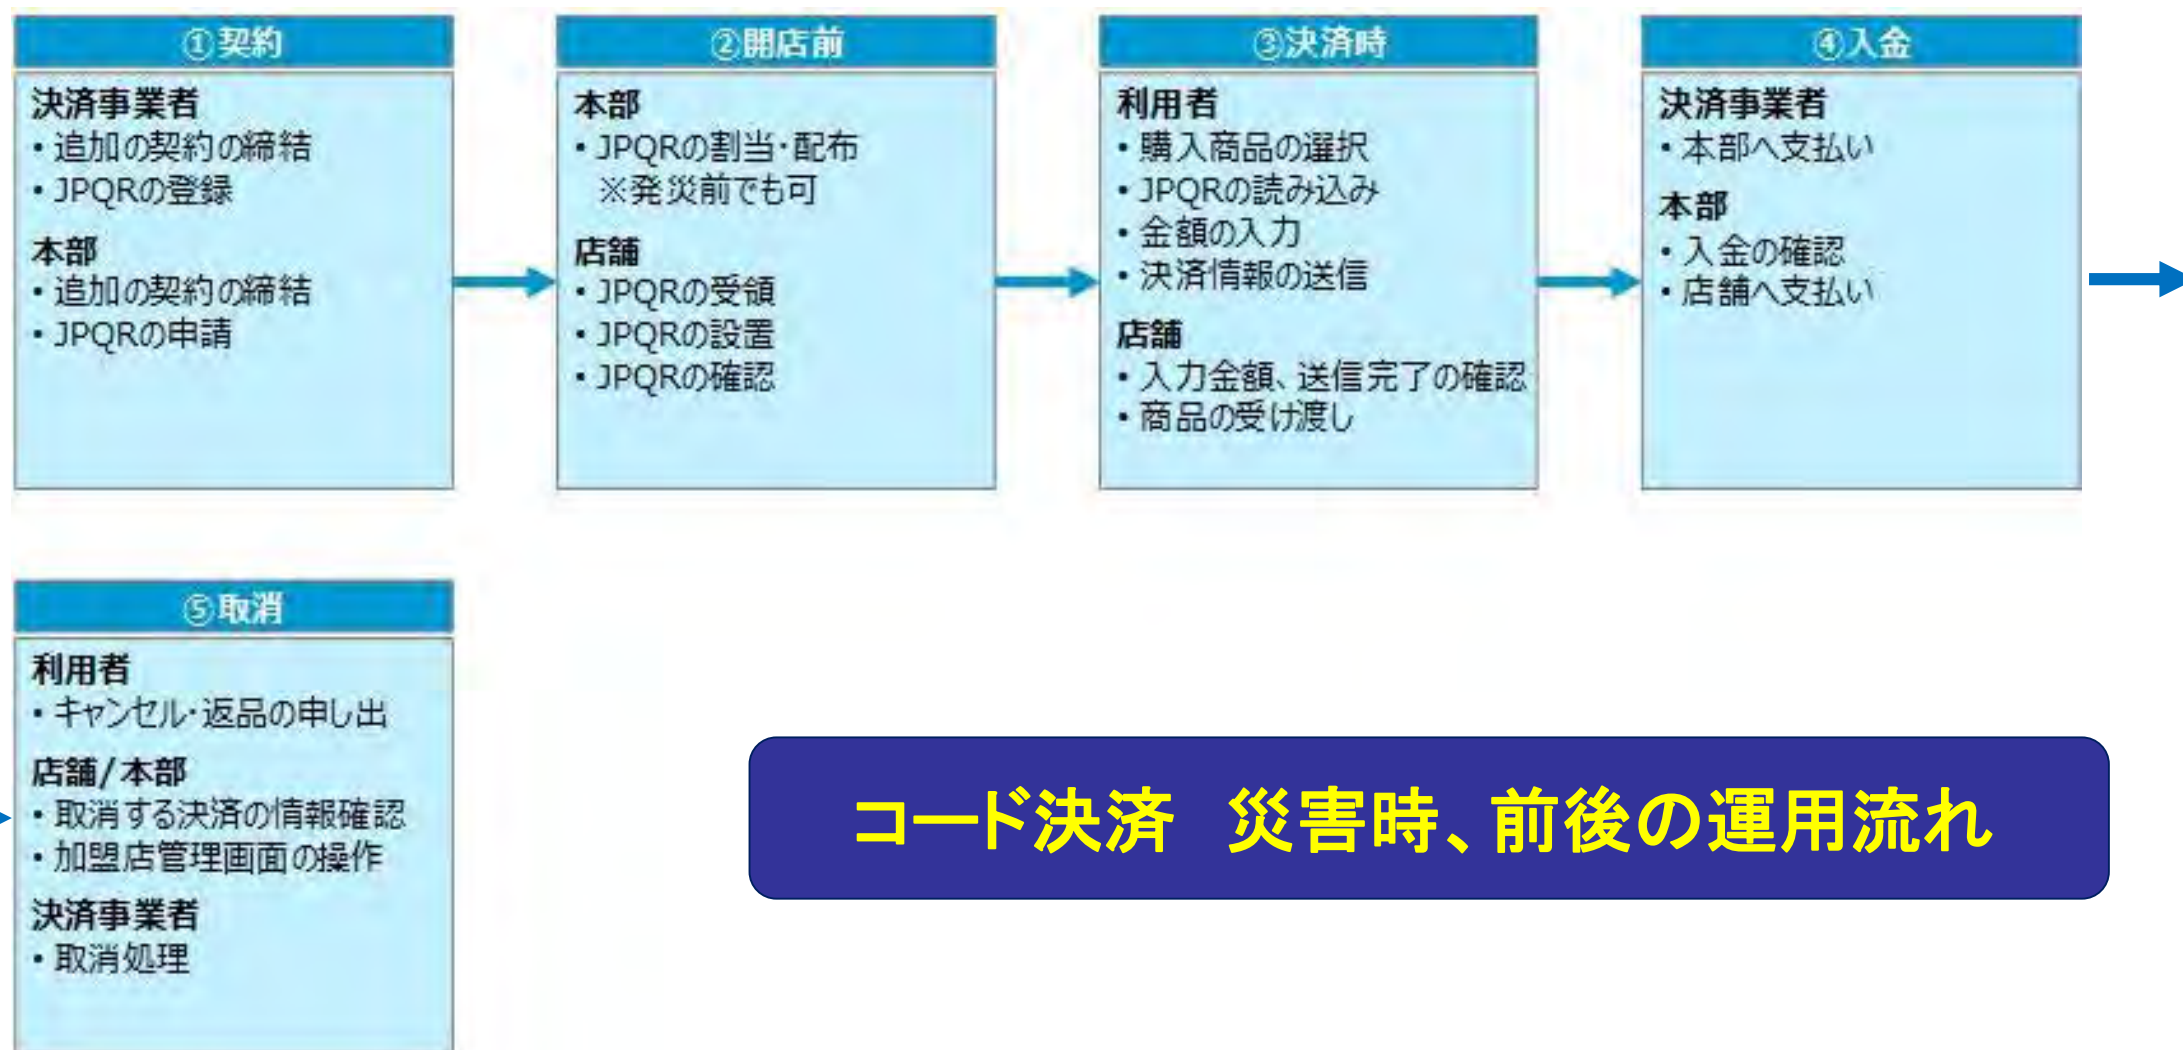 ①契約
決済事業者
・追加の契約の締結
・JPQRの登録
本部
・追加の契約の締結
・JPQRの申請
②開店前
本部
・JPQRの割当・配布
※発災前でも可
店舗
・JPQRの受領
・JPQRの設置
・JPQRの確認
③決済時
利用者
・購入商品の選択
・JPQRの読み込み
・金額の入力
・決済情報の送信
店舗
・入力金額、送信完了の確認
・商品の受け渡し
④入金
決済事業者
・本部へ支払い
本部
・入金の確認
・店舗へ支払い
⑤取消
利用者
・キャンセル・返品の申し出
店舗/本部
・取消する決済の情報確認
・加盟店管理画面の操作
決済事業者
・取消処理
コード決済　災害時、前後の運用流れ